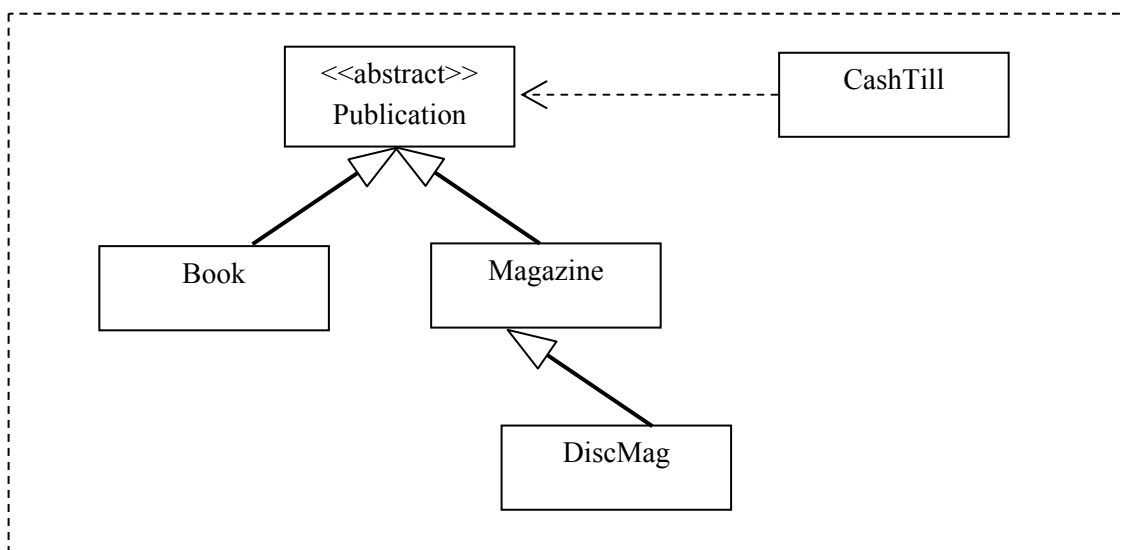 <<abstract>>
Publication
CashTill
Book
Magazine
DiscMag